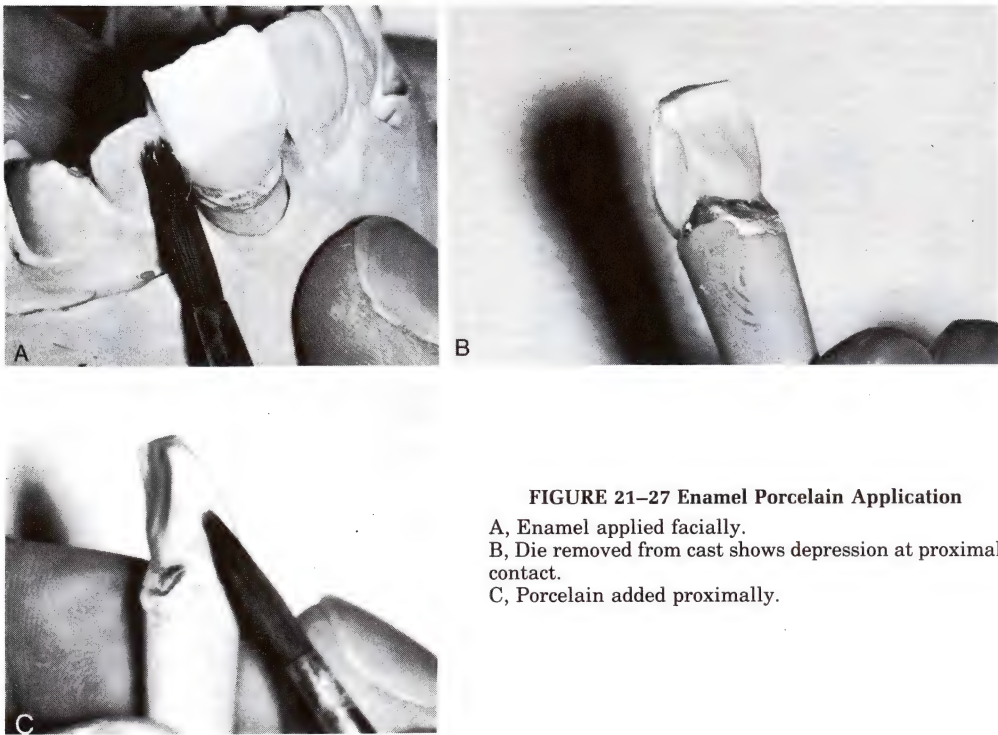 A
B
C
FIGURE 21–27 Enamel Porcelain Application
A, Enamel applied facially.
B, Die removed from cast shows depression at proximal
contact.
C, Porcelain added proximally.